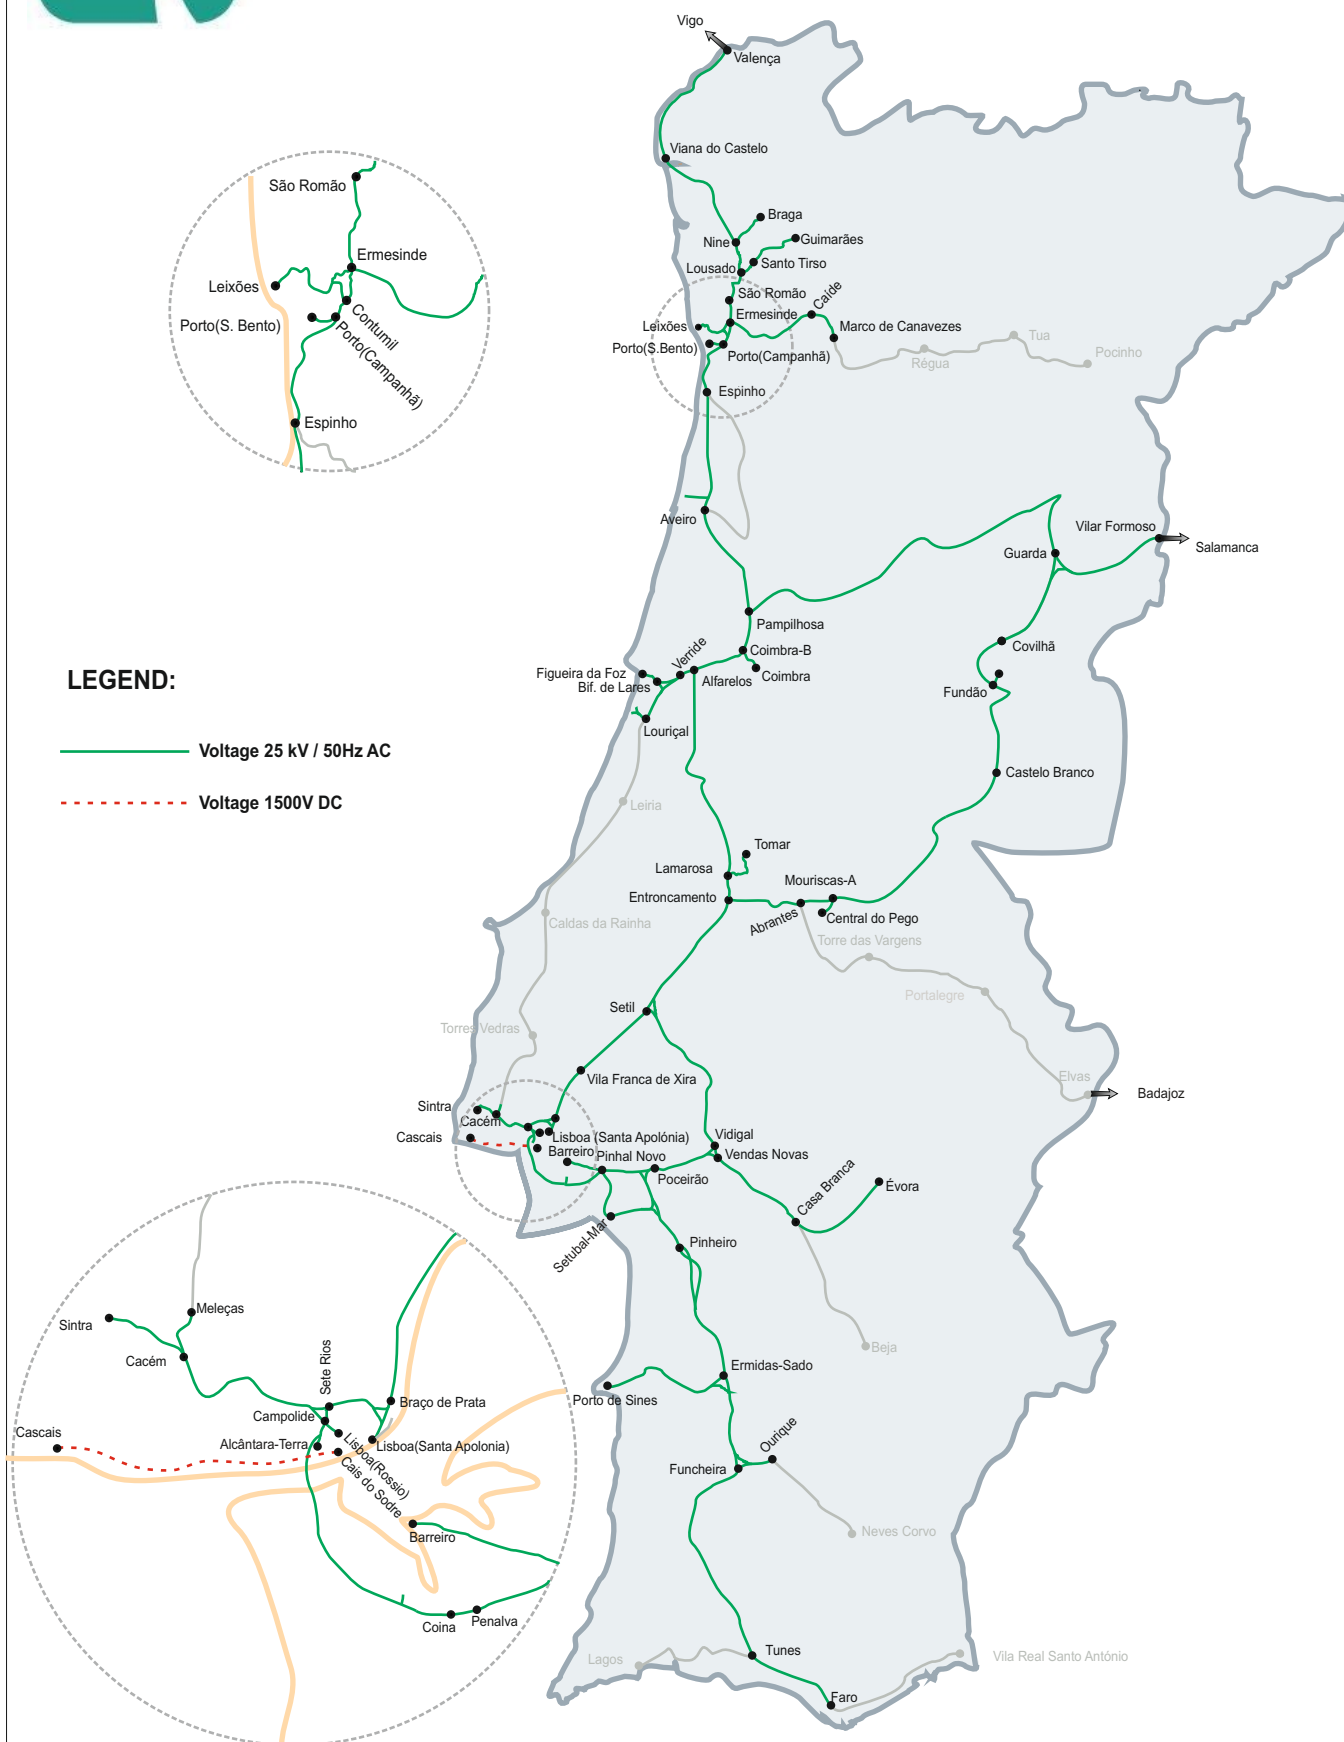 Vigo
Valença
Viana do Castelo
Braga
Nine
Guimarães
Lousado
Santo Tirso
São Romão
Caíde
Ermesinde
Leixões
Marco de Canavezes
Porto(S.Bento)
Porto(Campanhã)
Tua
Régua
Pocinho
Espinho
São Romão
Ermesinde
Leixões
Contumil
Porto(S. Bento)
Porto(Campanhã)
Espinho
Aveiro
Vilar Formoso
Salamanca
Guarda
Pampilhosa
Covilhã
Coimbra-B
Verride
Figueira da Foz
Coimbra
Alfarelos
Bif. de Lares
Fundão
Louriçal
LEGEND:
Voltage 25 kV / 50Hz AC
Voltage 1500V DC
Castelo Branco
Leiria
Tomar
Lamarosa
Mouriscas-A
Entroncamento
Abrantes
Central do Pego
Caldas da Rainha
Torre das Vargens
Portalegre
Setil
Torres Vedras
Vila Franca de Xira
Elvas
Badajoz
Sintra
Cacém
Cascais
Lisboa (Santa Apolónia)
Barreiro
Vidigal
Pinhal Novo
Vendas Novas
Poceirão
Casa Branca
Évora
Setubal-Mar
Pinheiro
Beja
Ermidas-Sado
Porto de Sines
Ourique
Funcheira
Neves Corvo
Meleças
Sintra
Cacém
Sete Rios
Braço de Prata
Campolide
Cascais
Alcântara-Terra
Lisboa(Santa Apolonia)
Lisboa(Rossio)
Cais do Sodre
Barreiro
Coina
Penalva
Tunes
Lagos
Vila Real Santo António
Faro